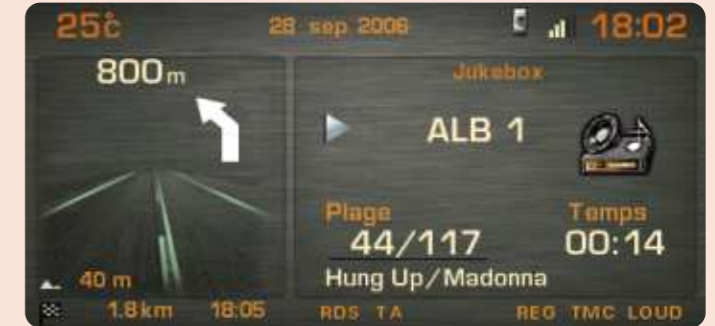 25°c 28 sep 2006 18:02
800m
Jukebox
ALB 1
Plage Temps
44/117 00:14
Hung Up/Madonna
40 m
1.8km 18:05 RDS TA REG TMC LOUD